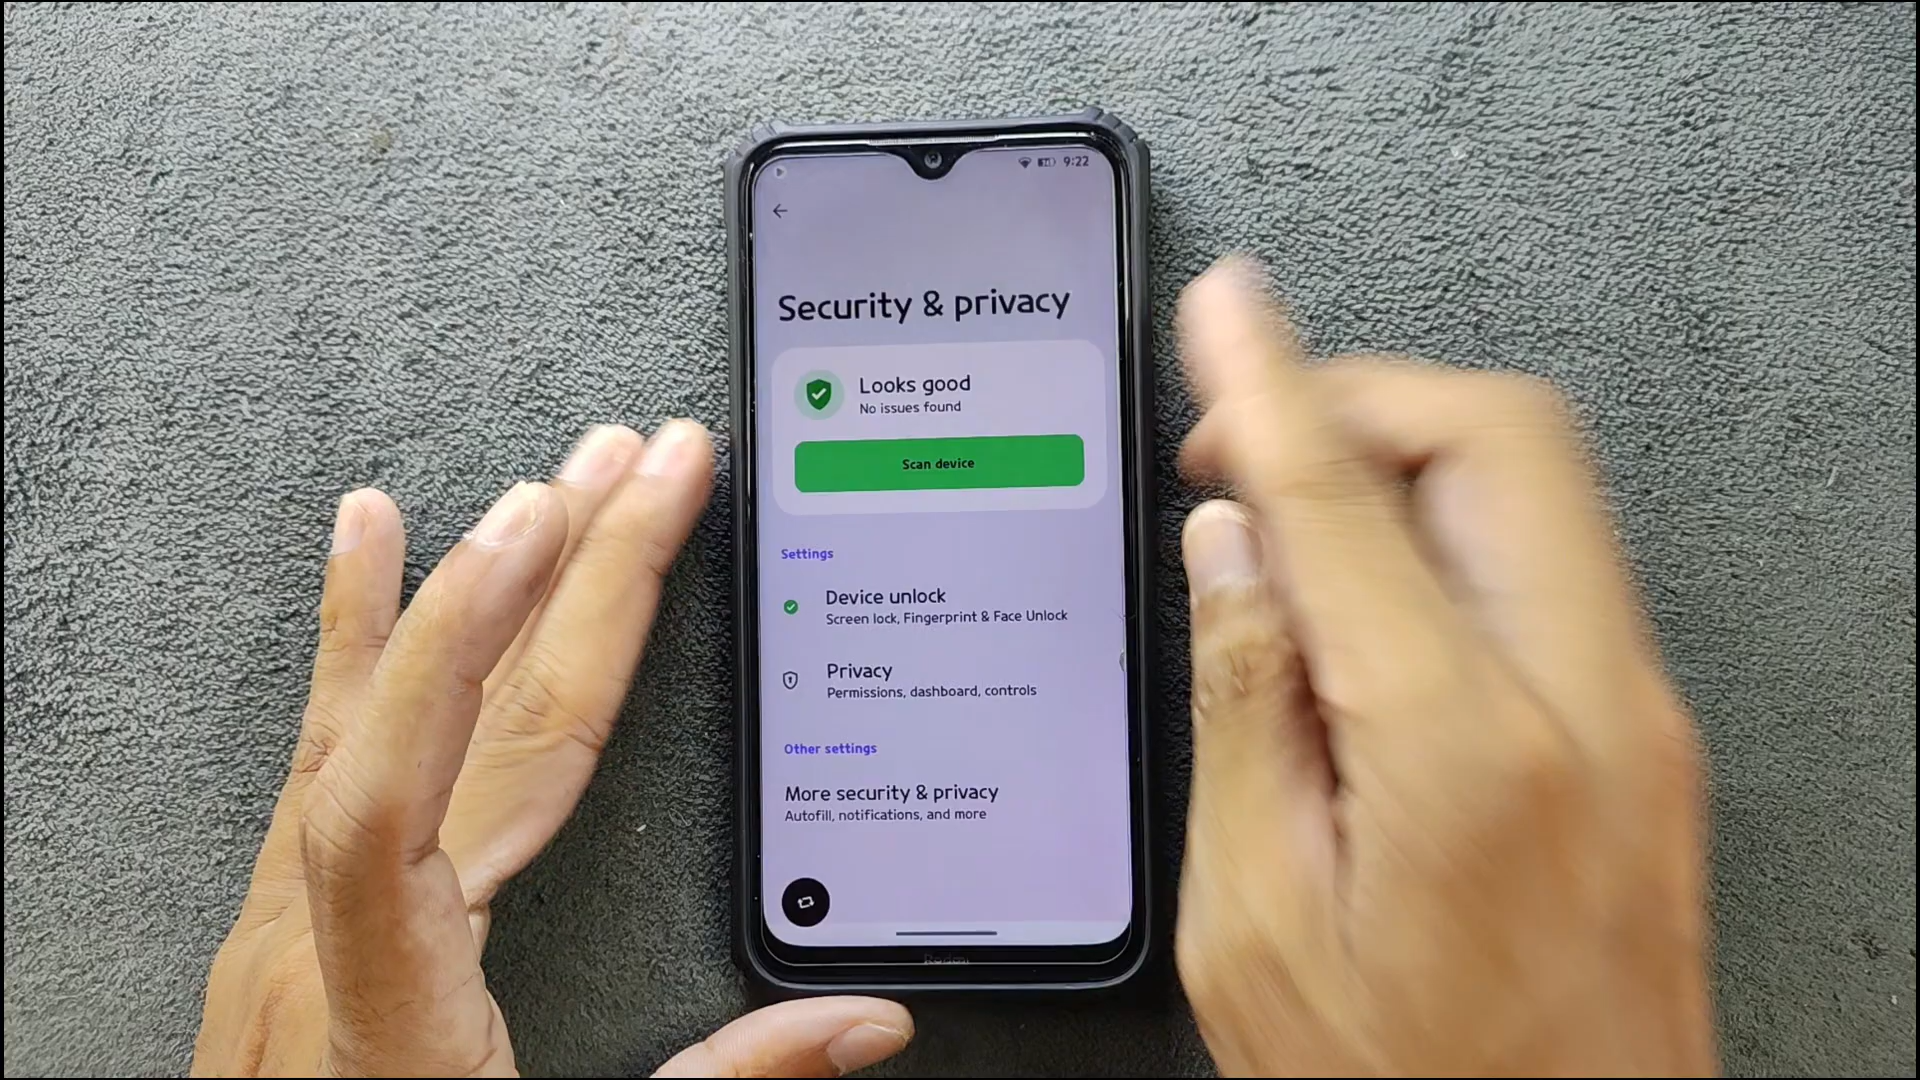 9:22
Security & privacy
Looks good
No issues found
Scan device
Settings
Device unlock
Screen lock, Fingerprint & Face Unlock
Privacy
Permissions, dashboard, controls
Other settings
More security & privacy
Autofill, notifications, and more
Redmi